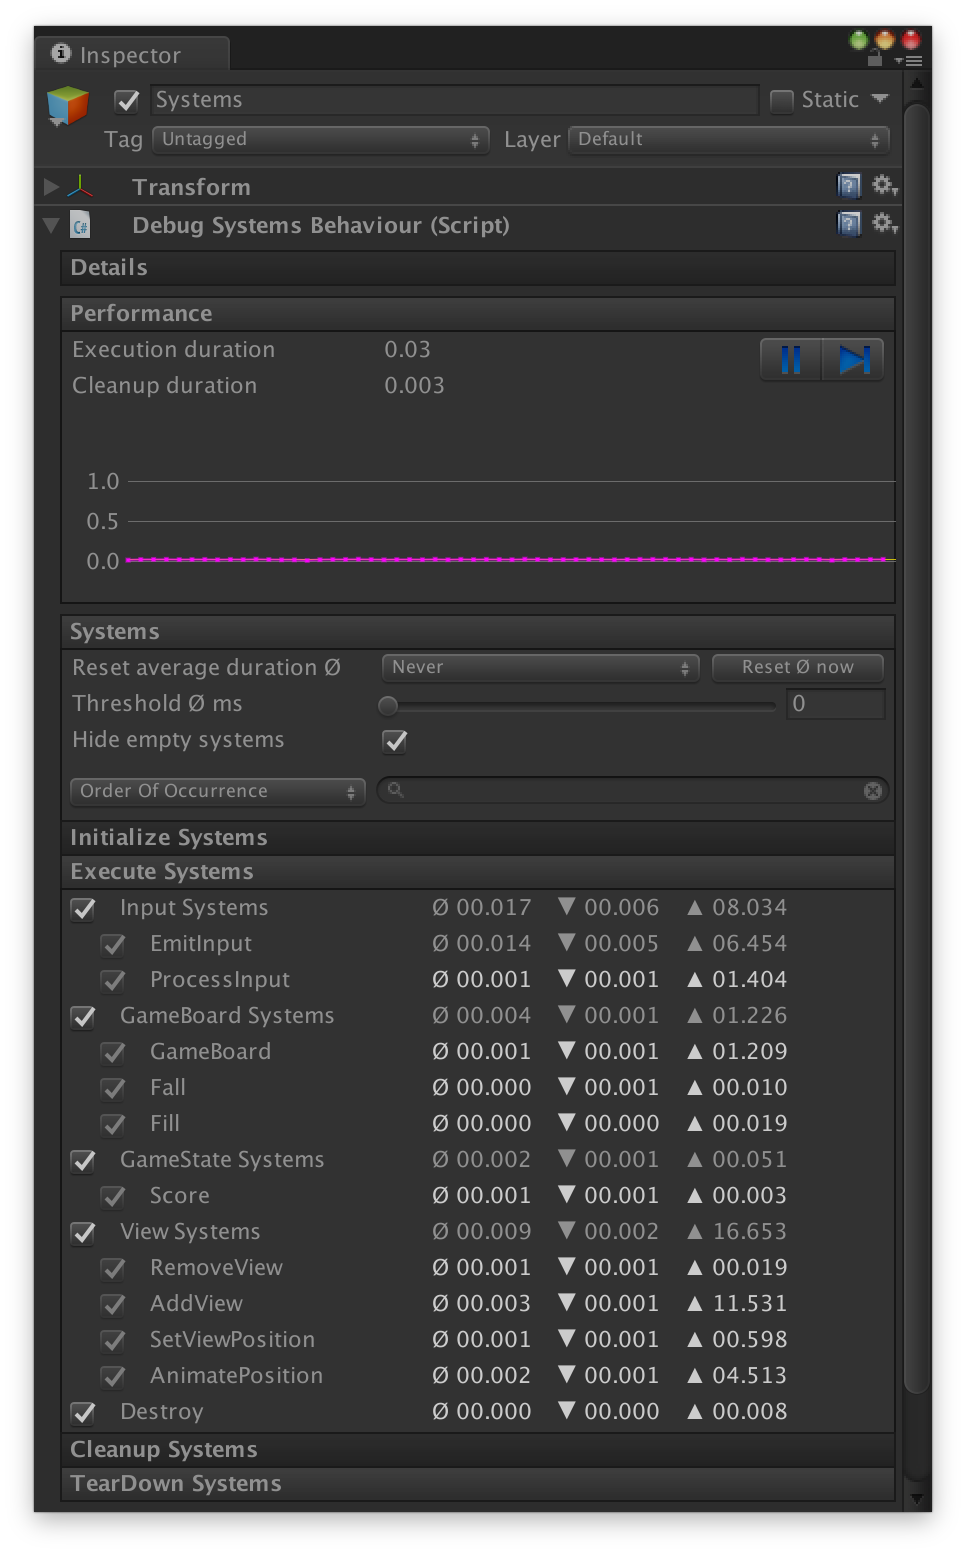 Inspector
Systems Static
Tag Untagged Layer Default
Transform
C# Debug Systems Behaviour (Script)
Details
Performance
Execution duration 0.03
Cleanup duration 0.003
1.0
0.5
0.0
Systems
Reset average duration Ø Never Reset Ø now
Threshold Ø ms 0
Hide empty systems
Order Of Occurrence
Initialize Systems
Execute Systems
Input Systems Ø 00.017 ▼ 00.006 ▲ 08.034
EmitInput Ø 00.014 ▼ 00.005 ▲ 06.454
ProcessInput Ø 00.001 ▼ 00.001 ▲ 01.404
GameBoard Systems Ø 00.004 ▼ 00.001 ▲ 01.226
GameBoard Ø 00.001 ▼ 00.001 ▲ 01.209
Fall Ø 00.000 ▼ 00.001 ▲ 00.010
Fill Ø 00.000 ▼ 00.000 ▲ 00.019
GameState Systems Ø 00.002 ▼ 00.001 ▲ 00.051
Score Ø 00.001 ▼ 00.001 ▲ 00.003
View Systems Ø 00.009 ▼ 00.002 ▲ 16.653
RemoveView Ø 00.001 ▼ 00.001 ▲ 00.019
AddView Ø 00.003 ▼ 00.001 ▲ 11.531
SetViewPosition Ø 00.001 ▼ 00.001 ▲ 00.598
AnimatePosition Ø 00.002 ▼ 00.001 ▲ 04.513
Destroy Ø 00.000 ▼ 00.000 ▲ 00.008
Cleanup Systems
TearDown Systems